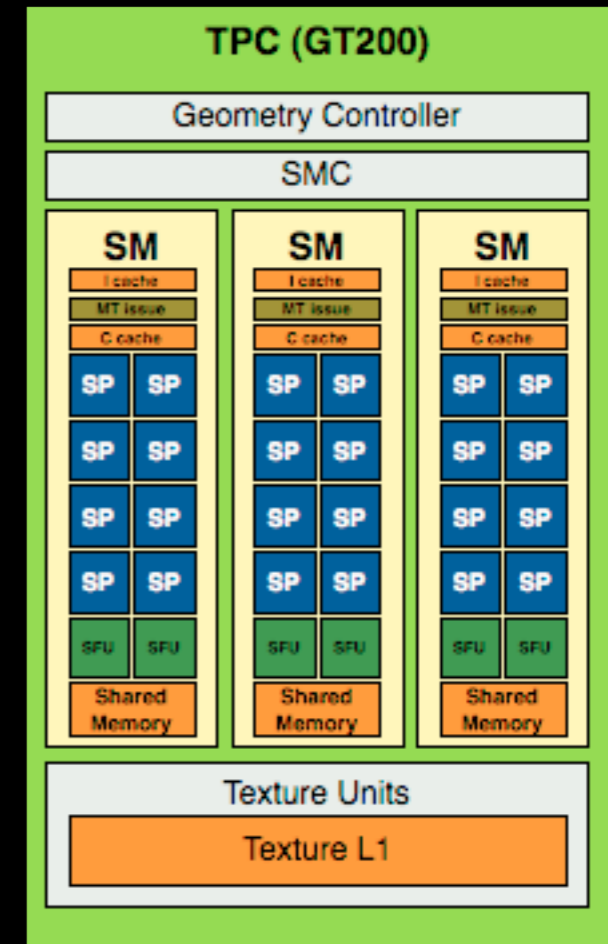 TPC (GT200)
Geometry Controller
SMC
SM SM SM
I cache I cache I cache
MT issue MT issue MT issue
C cache C cache C cache
SP SP SP SP SP SP
SP SP SP SP SP SP
SP SP SP SP SP SP
SP SP SP SP SP SP
SFU SFU SFU SFU SFU SFU
Shared Shared Shared
Memory Memory Memory
Texture Units
Texture L1